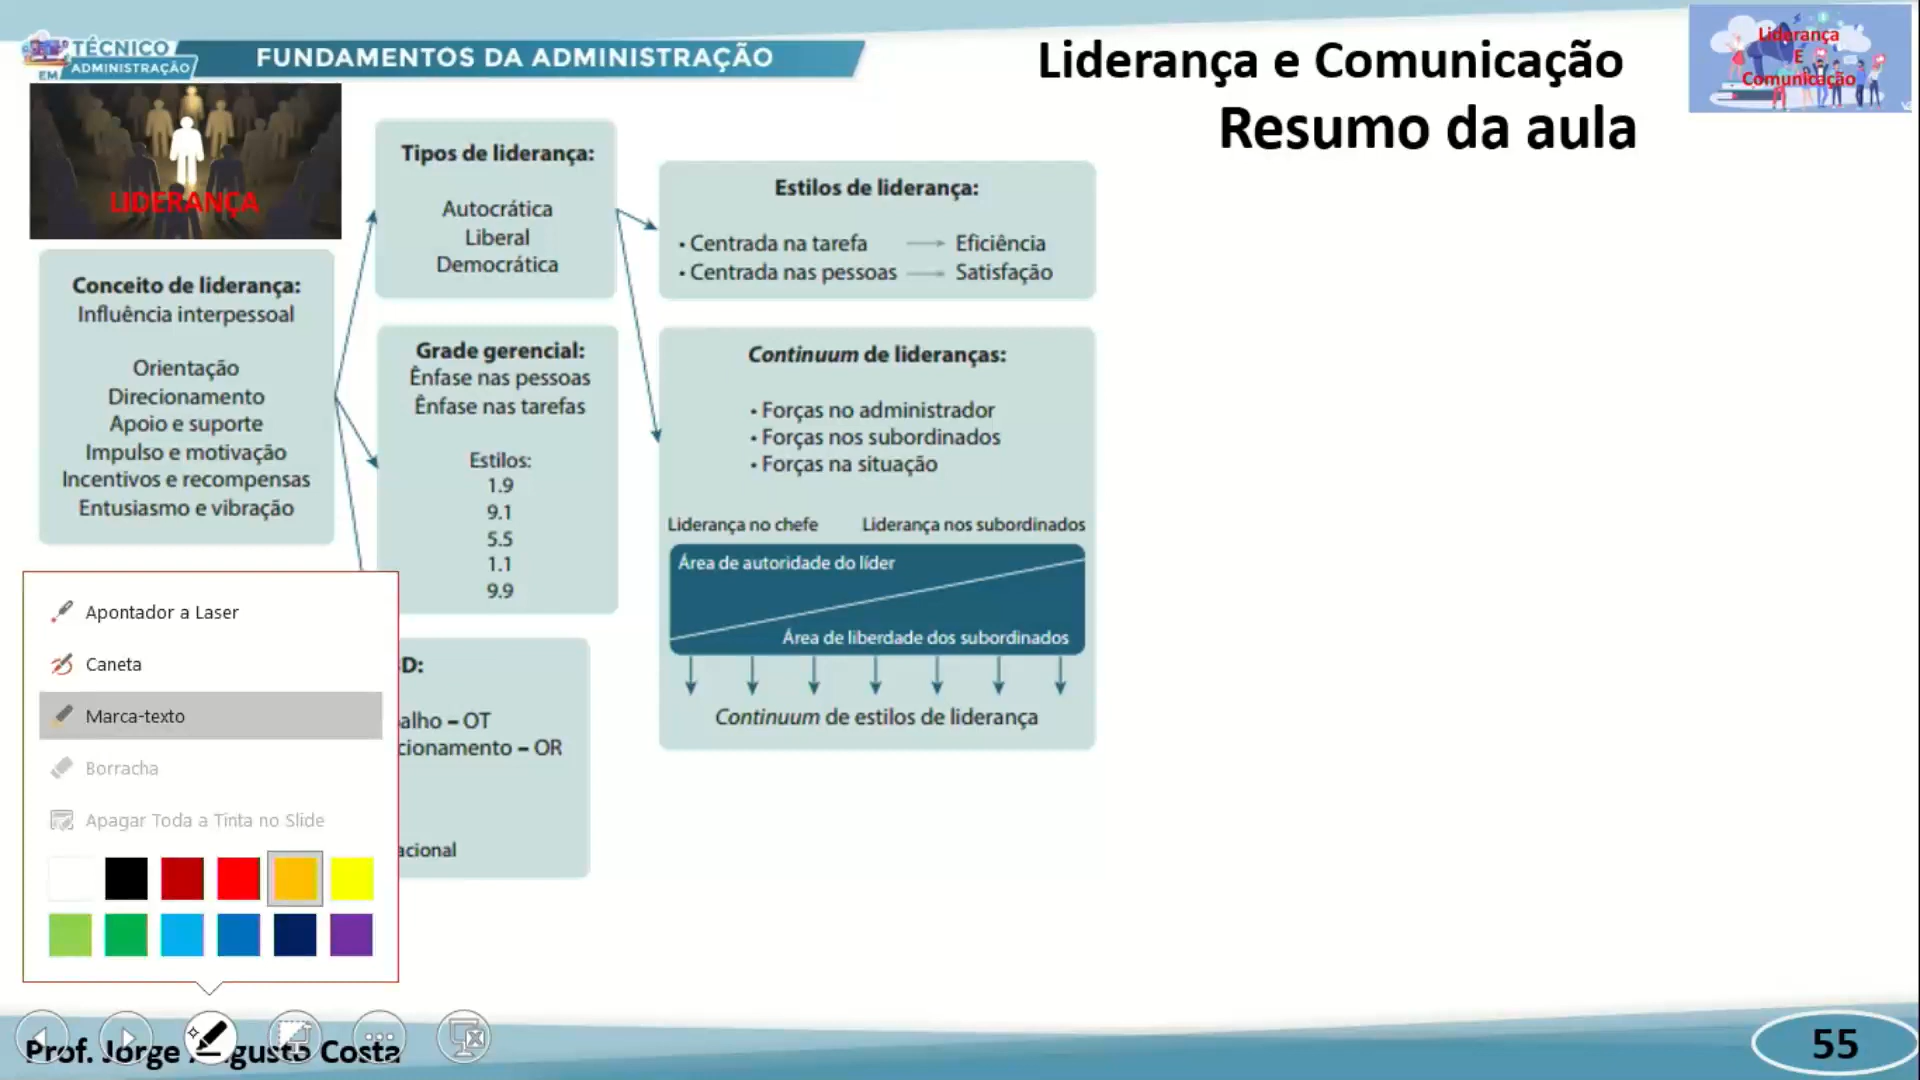 TÉCNICO
EM ADMINISTRAÇÃO
FUNDAMENTOS DA ADMINISTRAÇÃO
Liderança e Comunicação
Resumo da aula
Liderança
E
Comunicação
LIDERANÇA
Conceito de liderança:
Influência interpessoal
Orientação
Direcionamento
Apoio e suporte
Impulso e motivação
Incentivos e recompensas
Entusiasmo e vibração
Tipos de liderança:
Autocrática
Liberal
Democrática
Grade gerencial:
Ênfase nas pessoas
Ênfase nas tarefas
Estilos:
1.9
9.1
5.5
1.1
9.9
D:
alho – OT
cionamento – OR
acional
Estilos de liderança:
• Centrada na tarefa → Eficiência
• Centrada nas pessoas → Satisfação
Continuum de lideranças:
• Forças no administrador
• Forças nos subordinados
• Forças na situação
Liderança no chefe Liderança nos subordinados
Área de autoridade do líder
Área de liberdade dos subordinados
Continuum de estilos de liderança
Apontador a Laser
Caneta
Marca-texto
Borracha
Apagar Toda a Tinta no Slide
Prof. Jorge Augusto Costa
55